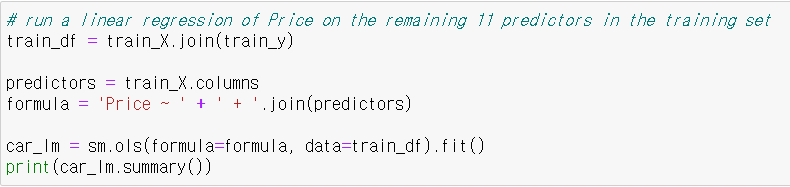 # run a linear regression of Price on the remaining 11 predictors in the training set
train_df = train_X.join(train_y)
predictors = train_X.columns
formula = 'Price ~ ' + ' + '.join(predictors)
car_lm = sm.ols(formula=formula, data=train_df).fit()
print(car_lm.summary())